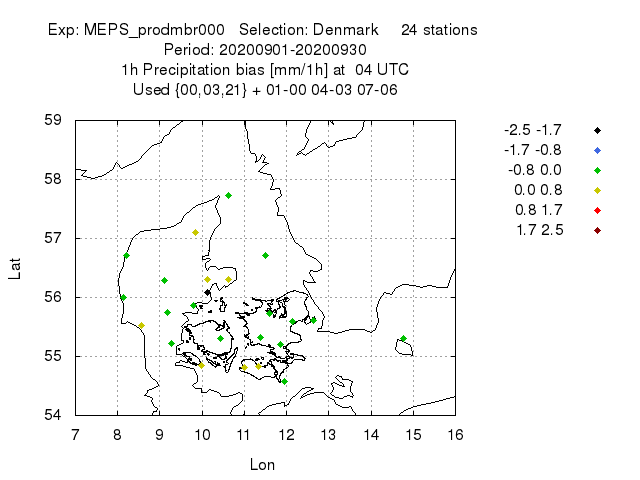 Exp: MEPS_prodmbr000 Selection: Denmark 24 stations
Period: 20200901-20200930
1h Precipitation bias [mm/1h] at 04 UTC
Used {00,03,21} + 01-00 04-03 07-06
59
58
57
56
55
54
Lat
7 8 9 10 11 12 13 14 15 16
Lon
-2.5 -1.7
-1.7 -0.8
-0.8 0.0
0.0 0.8
0.8 1.7
1.7 2.5